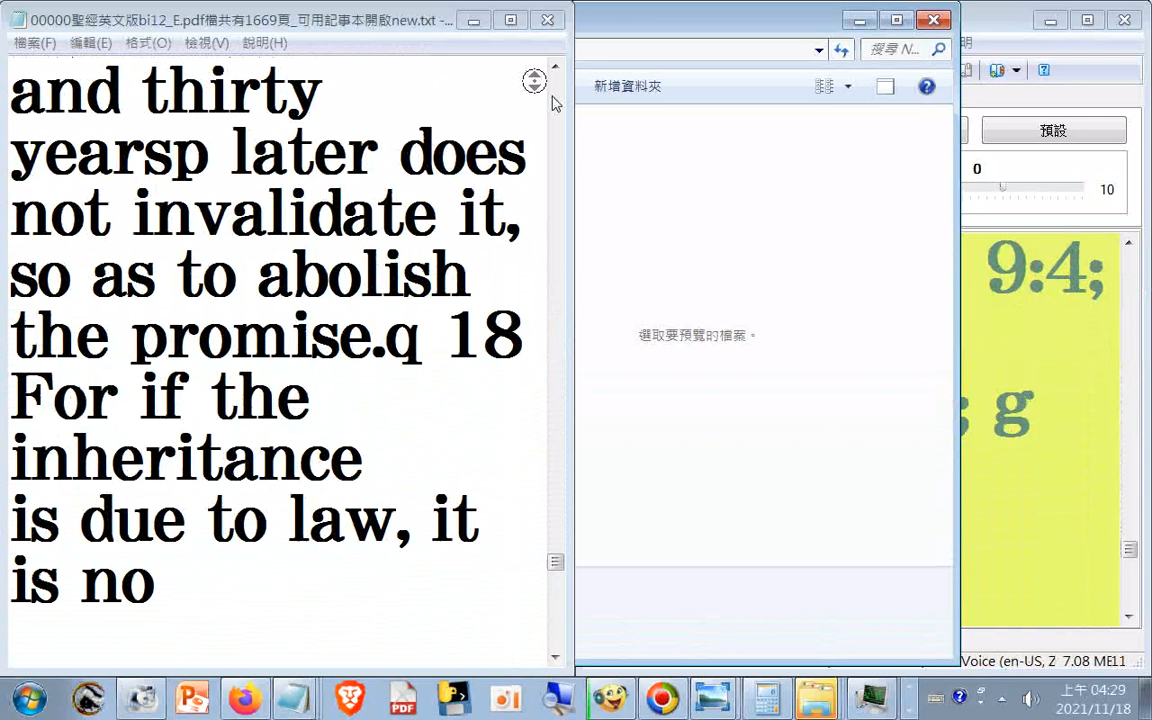 00000聖經英文版bi12_E.pdf檔共有1669頁_可用記事本開啟new.txt -...
檔案(F) 編輯(E) 格式(O) 檢視(V) 說明(H)
and thirty
yearsp later does
not invalidate it,
so as to abolish
the promise.q 18
For if the
inheritance
is due to law, it
is no
搜尋 N...
新增資料夾
選取要預覽的檔案。
明
預設
0
10
9:4;
; g
Voice (en-US, Z 7.08 ME11
PDF
上午 04:29
2021/11/18